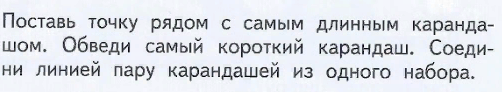 Поставь точку рядом с самым длинным каранда-
шом. Обведи самый короткий карандаш. Соеди-
ни линией пару карандашей из одного набора.